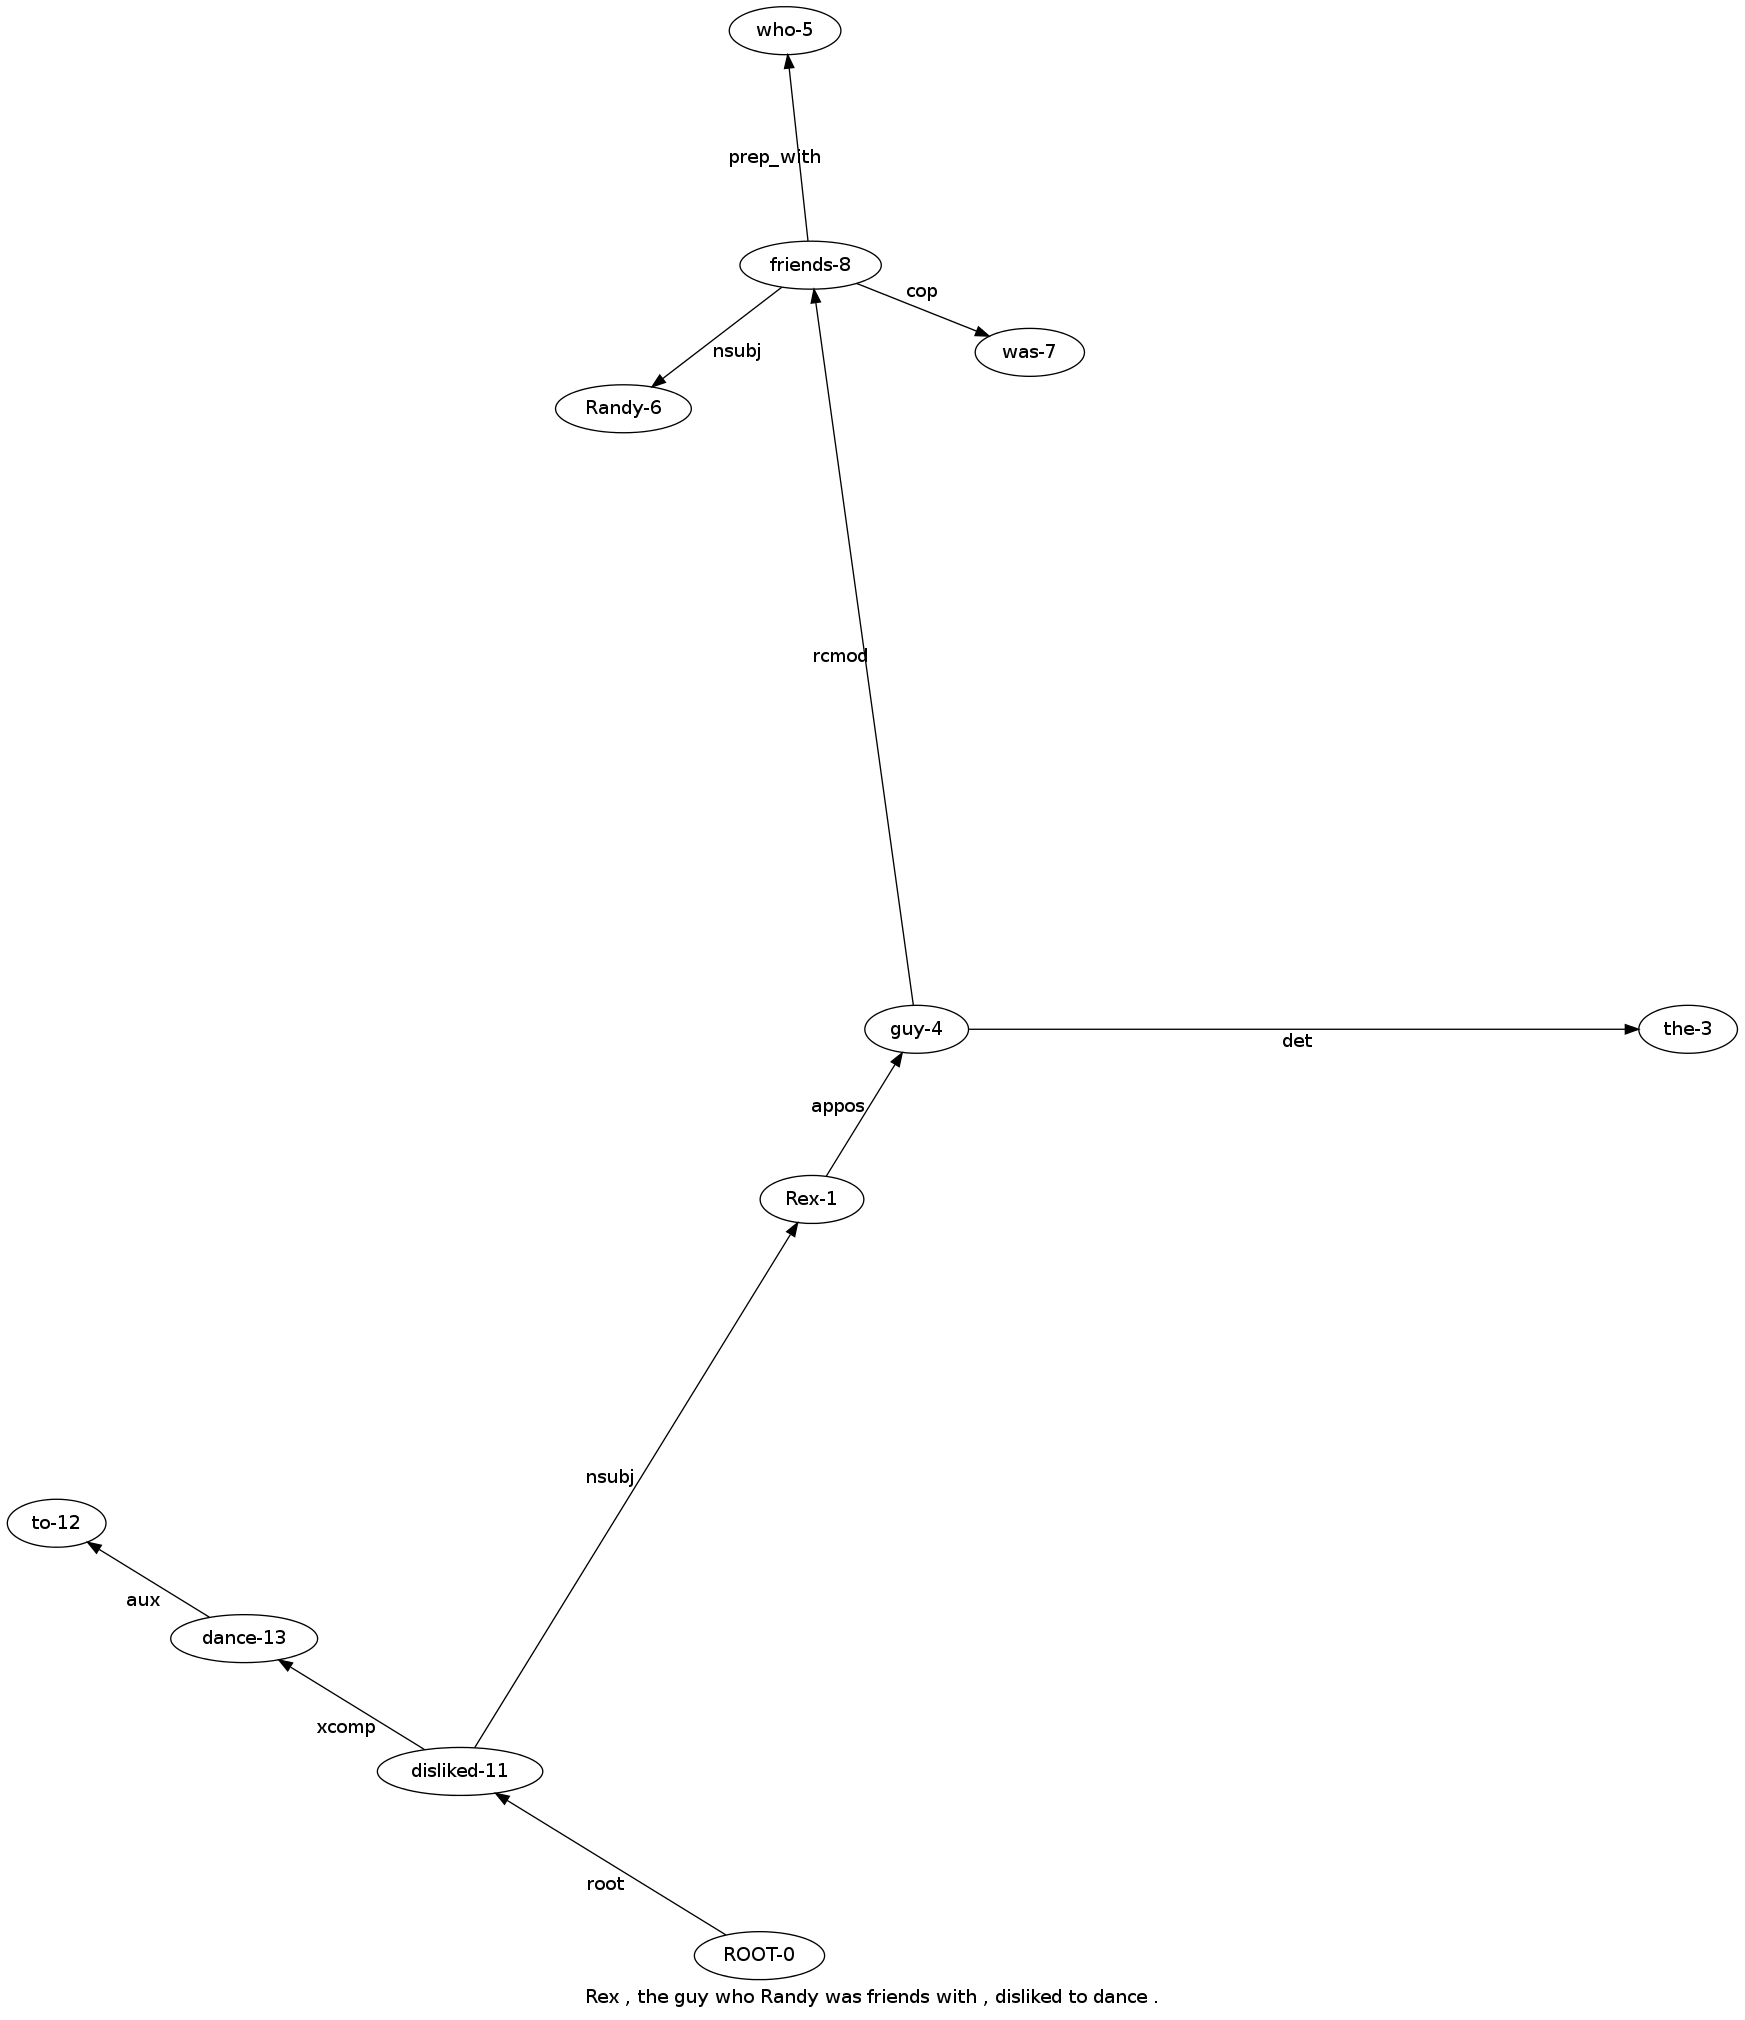 who-5
prep_with
friends-8
cop
nsubj
was-7
Randy-6
rcmod
guy-4
the-3
det
appos
Rex-1
nsubj
to-12
aux
dance-13
xcomp
disliked-11
root
ROOT-0
Rex , the guy who Randy was friends with , disliked to dance .